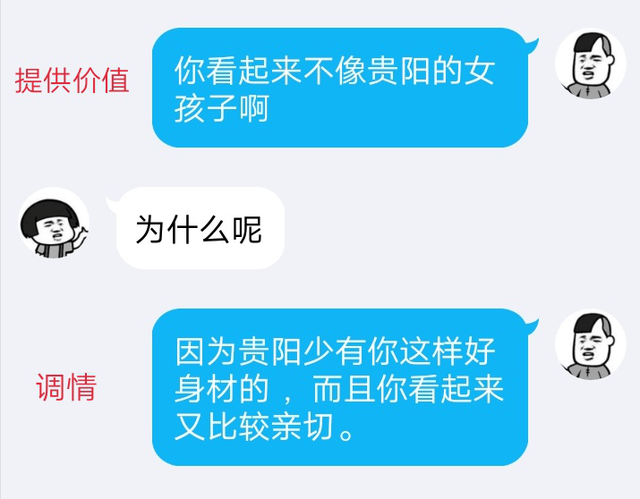 提供价值
你看起来不像贵阳的女
孩子啊
为什么呢
调情
因为贵阳少有你这样好
身材的 ，而且你看起来
又比较亲切。